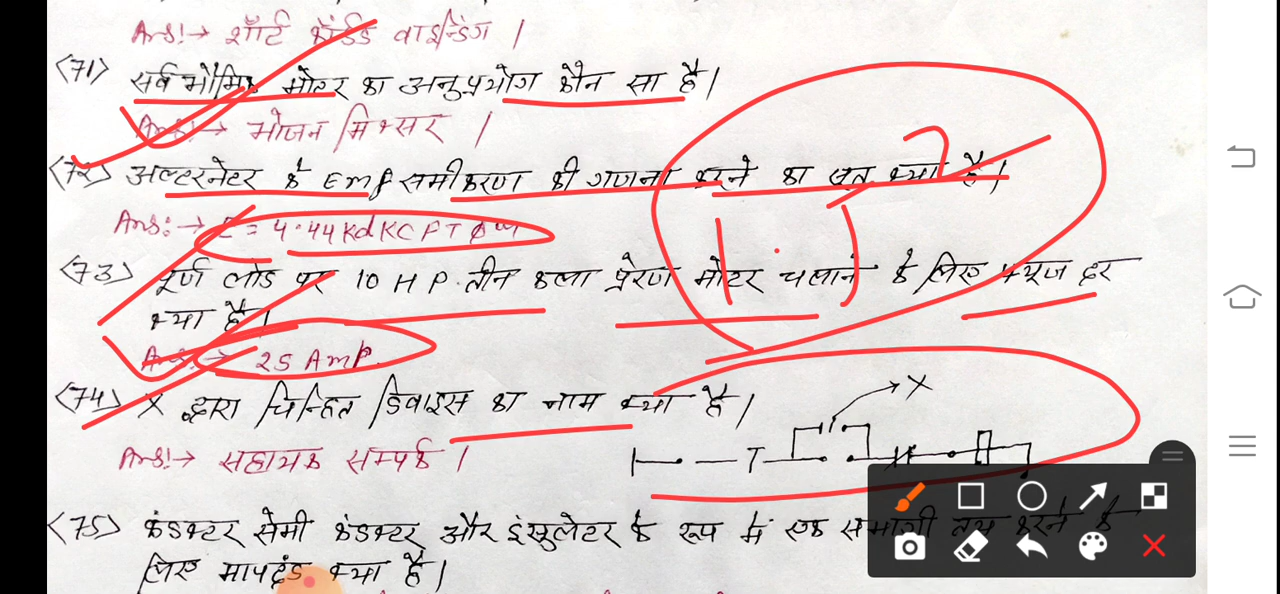 Ans:→ शॉर्ट कॉर्डेड वाइन्डिंग |
<71> सर्व भौमिक मोटर का अनुप्रयोग कौन सा है|
Ans:→ भोजन मिक्सर |
<72> अल्टरनेटर के Emf समीकरण की गणना करने का सूत्र क्या है|
Ans:→ E = 4.44 Kd KC F T φ
<73> पूर्ण लोड पर 10 H P. तीन कला प्रेरण मोटर चलाने के लिए फ्यूज दर
क्या है|
Ans:→ 25 Amp.
<74> X द्वारा चिन्हित डिवाइस का नाम क्या है|
X
Ans:→ सहायक सम्पर्क |
<75> कंडक्टर सेमी कंडक्टर और इंसुलेटर के रूप में एक सामग्री तय करने के
लिए मापदंड क्या है|